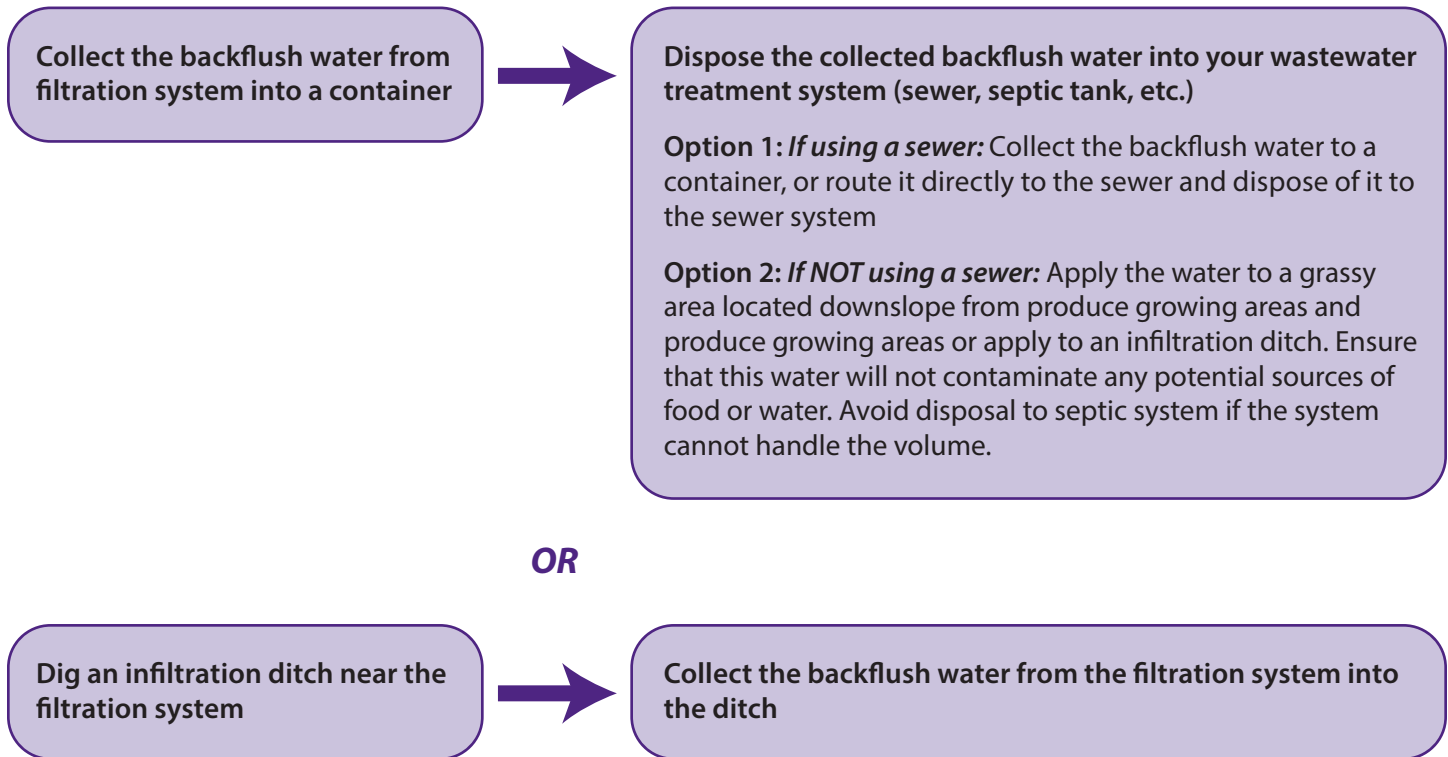 Collect the backflush water from
filtration system into a container
Dispose the collected backflush water into your wastewater
treatment system (sewer, septic tank, etc.)
Option 1: If using a sewer: Collect the backflush water to a
container, or route it directly to the sewer and dispose of it to
the sewer system
Option 2: If NOT using a sewer: Apply the water to a grassy
area located downslope from produce growing areas and
produce growing areas or apply to an infiltration ditch. Ensure
that this water will not contaminate any potential sources of
food or water. Avoid disposal to septic system if the system
cannot handle the volume.
OR
Dig an infiltration ditch near the
filtration system
Collect the backflush water from the filtration system into
the ditch